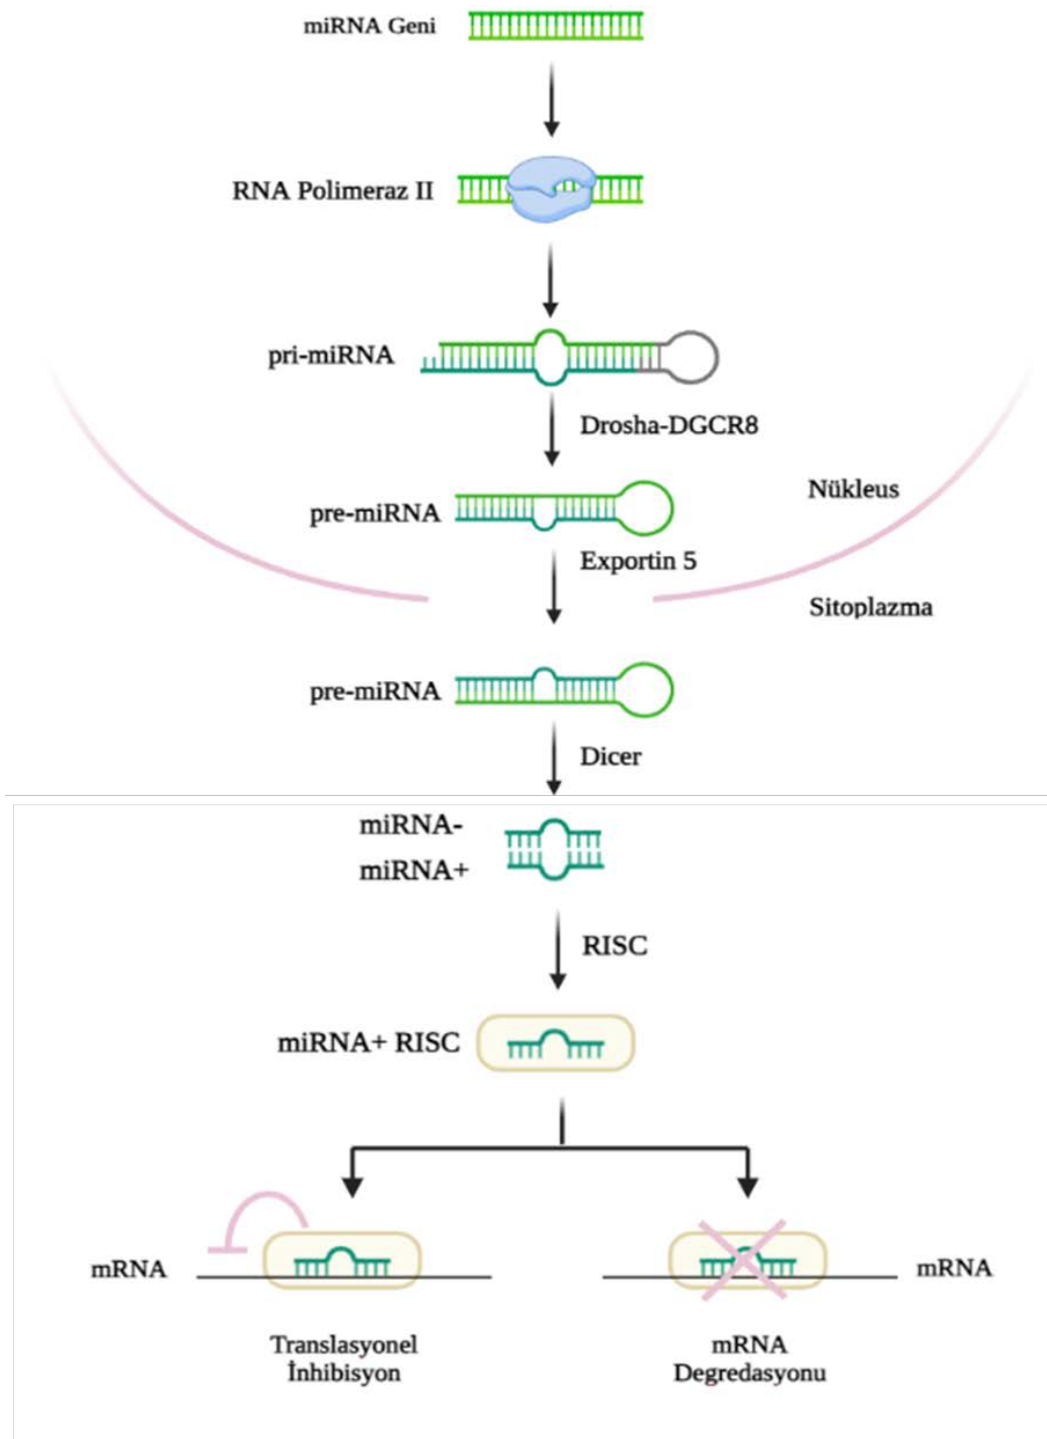 miRNA Geni
RNA Polimeraz II
pri-miRNA
Drosha-DGCR8
Nükleus
pre-miRNA
Exportin 5
Sitoplazma
pre-miRNA
Dicer
miRNA-
miRNA+
RISC
miRNA+ RISC
mRNA
mRNA
Translasyonel
İnhibisyon
mRNA
Degredasyonu